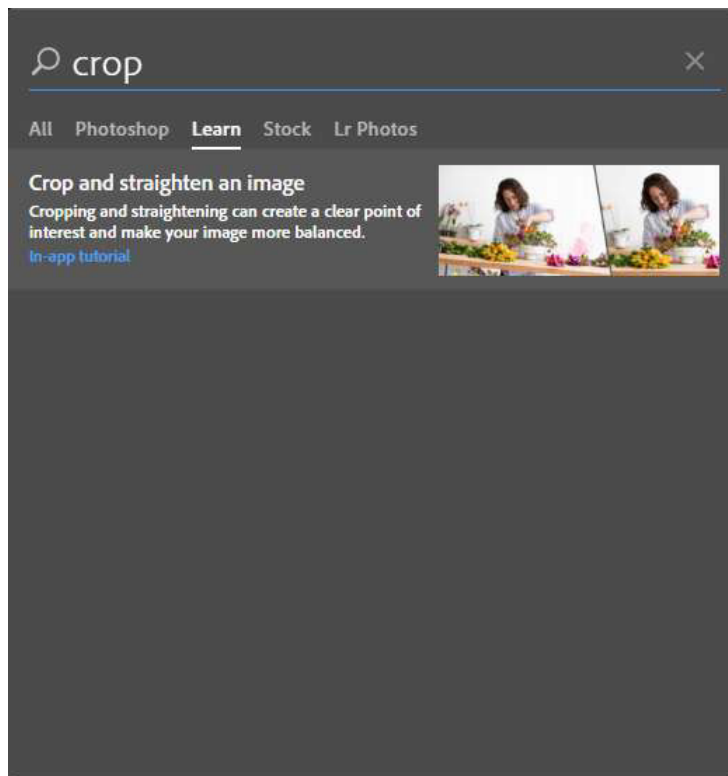 crop
All Photoshop Learn Stock Lr Photos
Crop and straighten an image
Cropping and straightening can create a clear point of
interest and make your image more balanced.
In-app tutorial